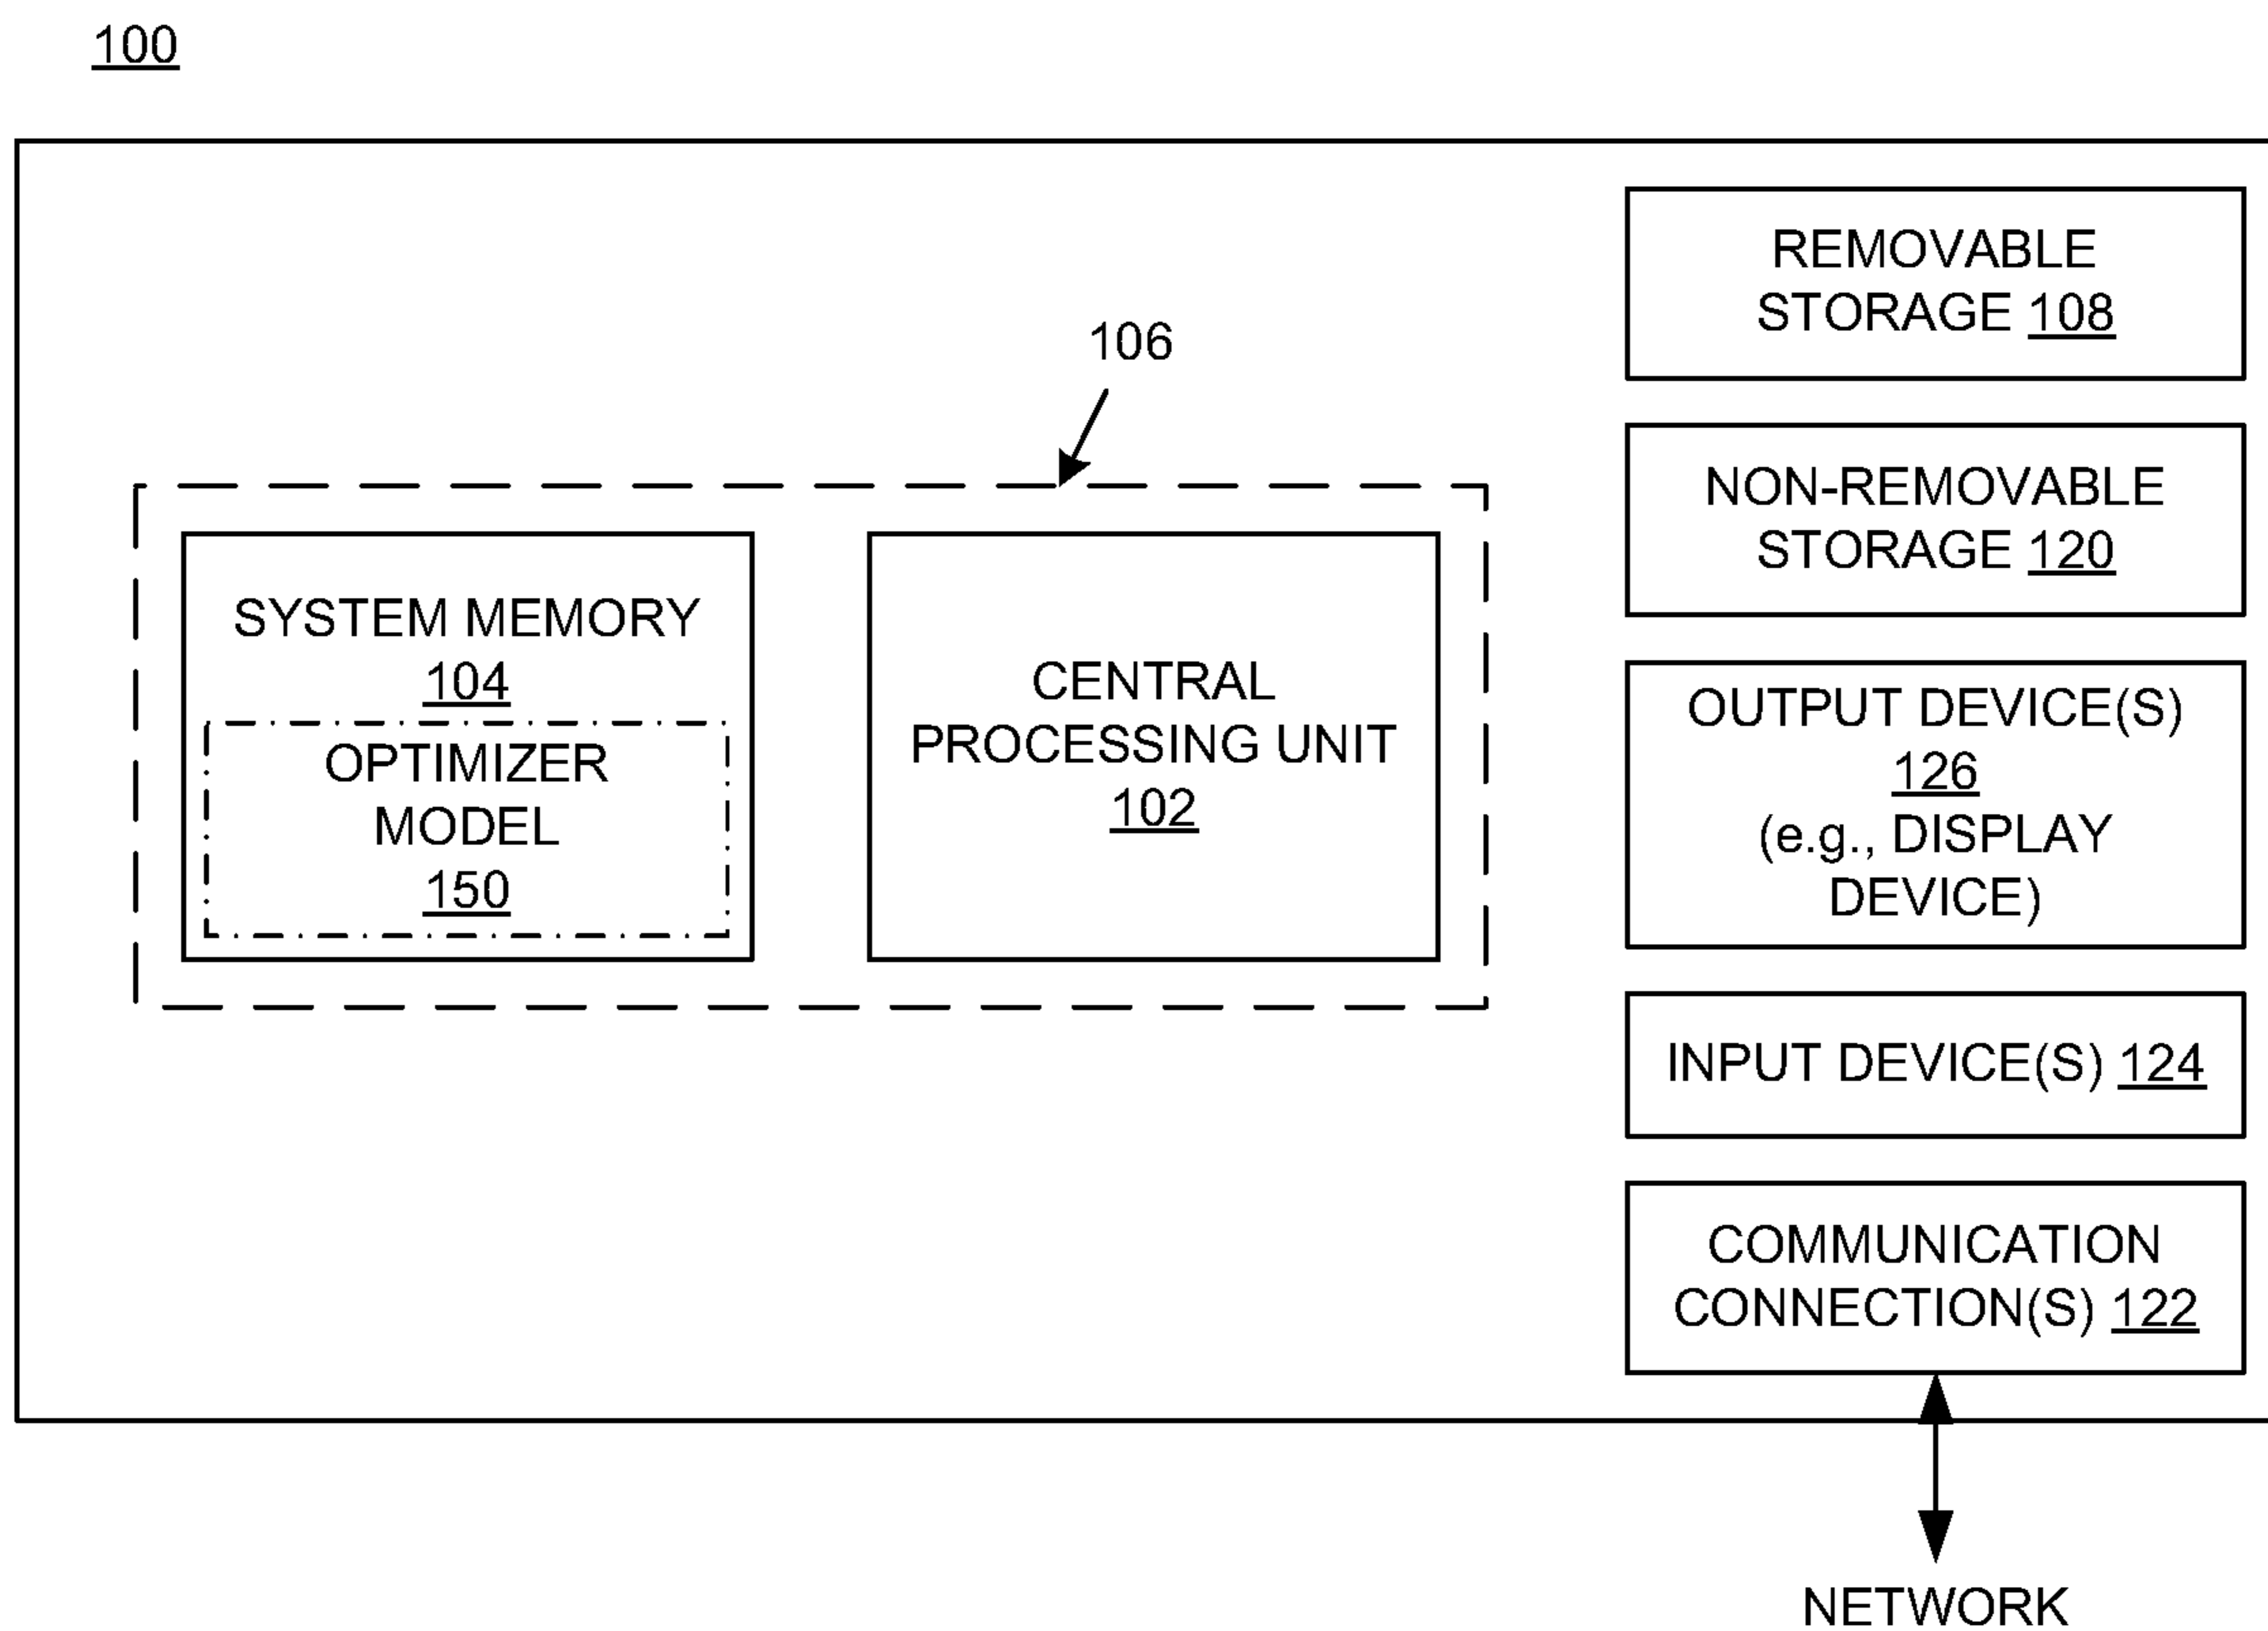 100
106
SYSTEM MEMORY
104
OPTIMIZER
MODEL
150
CENTRAL
PROCESSING UNIT
102
REMOVABLE
STORAGE 108
NON-REMOVABLE
STORAGE 120
OUTPUT DEVICE(S)
126
(e.g., DISPLAY
DEVICE)
INPUT DEVICE(S) 124
COMMUNICATION
CONNECTION(S) 122
NETWORK